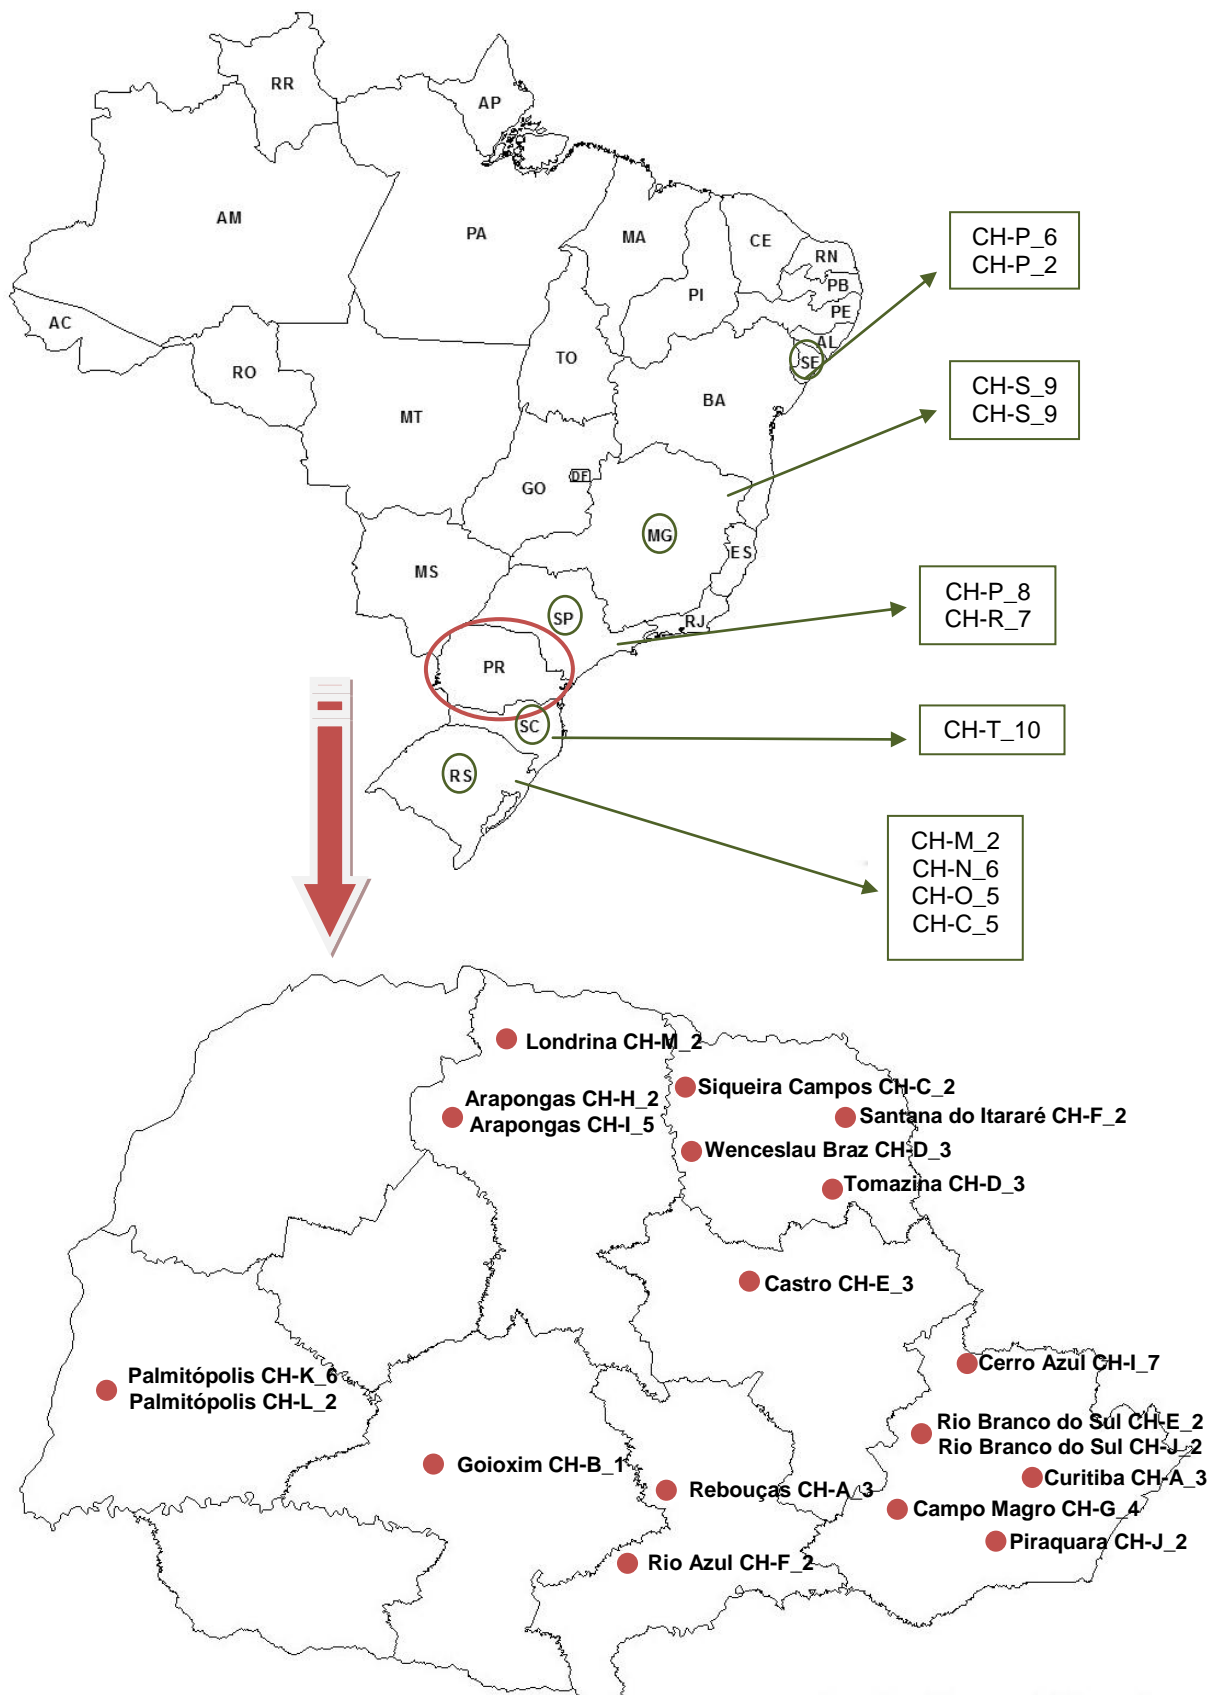 RR
AP
AM
PA
MA
CE
RN
PB
PE
PI
AL
SE
AC
RO
TO
BA
MT
GO
DF
MG
ES
MS
SP
RJ
PR
SC
RS
CH-P_6
CH-P_2
CH-S_9
CH-S_9
CH-P_8
CH-R_7
CH-T_10
CH-M_2
CH-N_6
CH-O_5
CH-C_5
Londrina CH-M_2
Siqueira Campos CH-C_2
Arapongas CH-H_2
Arapongas CH-I_5
Santana do Itararé CH-F_2
Wenceslau Braz CH-D_3
Tomazina CH-D_3
Castro CH-E_3
Cerro Azul CH-I_7
Palmitópolis CH-K_6
Palmitópolis CH-L_2
Rio Branco do Sul CH-E_2
Rio Branco do Sul CH-J_2
Goioxim CH-B_1
Curitiba CH-A_3
Rebouças CH-A_3
Campo Magro CH-G_4
Piraquara CH-J_2
Rio Azul CH-F_2